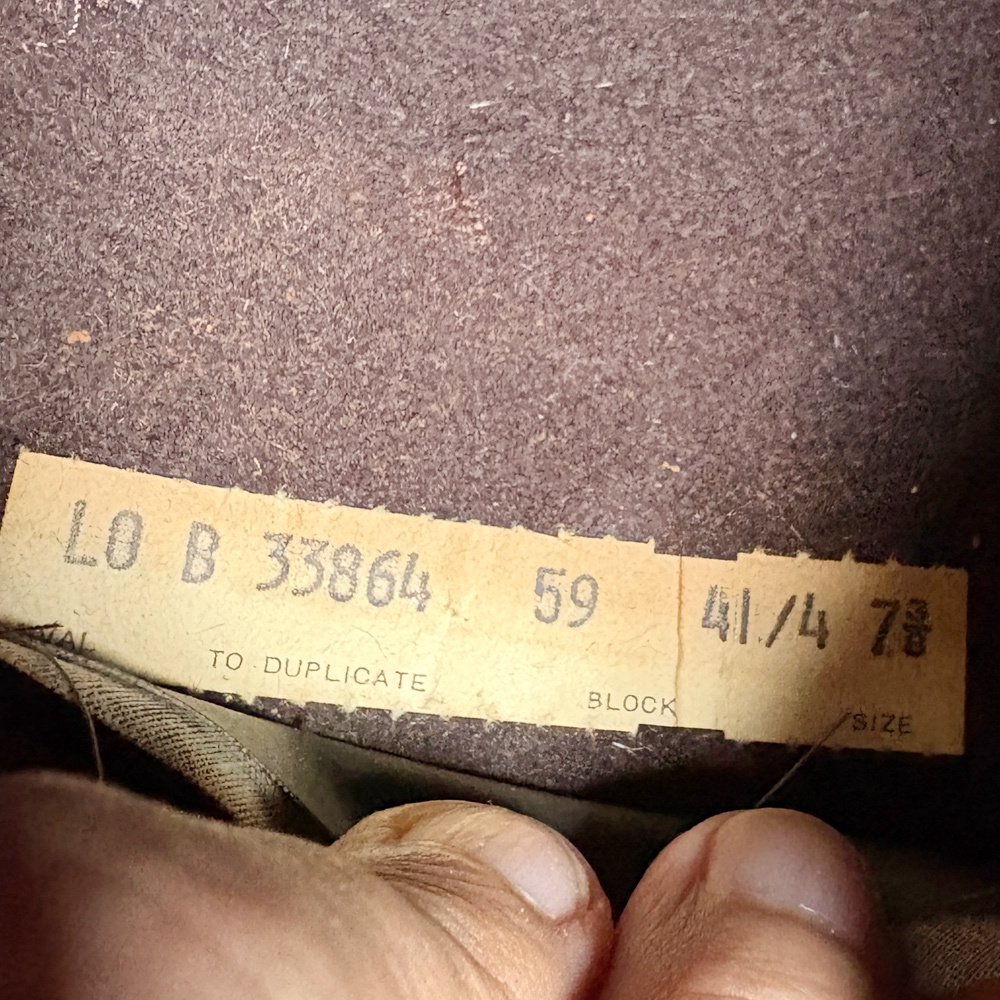 LO B 33864 59 41/4 7⅜
TO DUPLICATE BLOCK SIZE